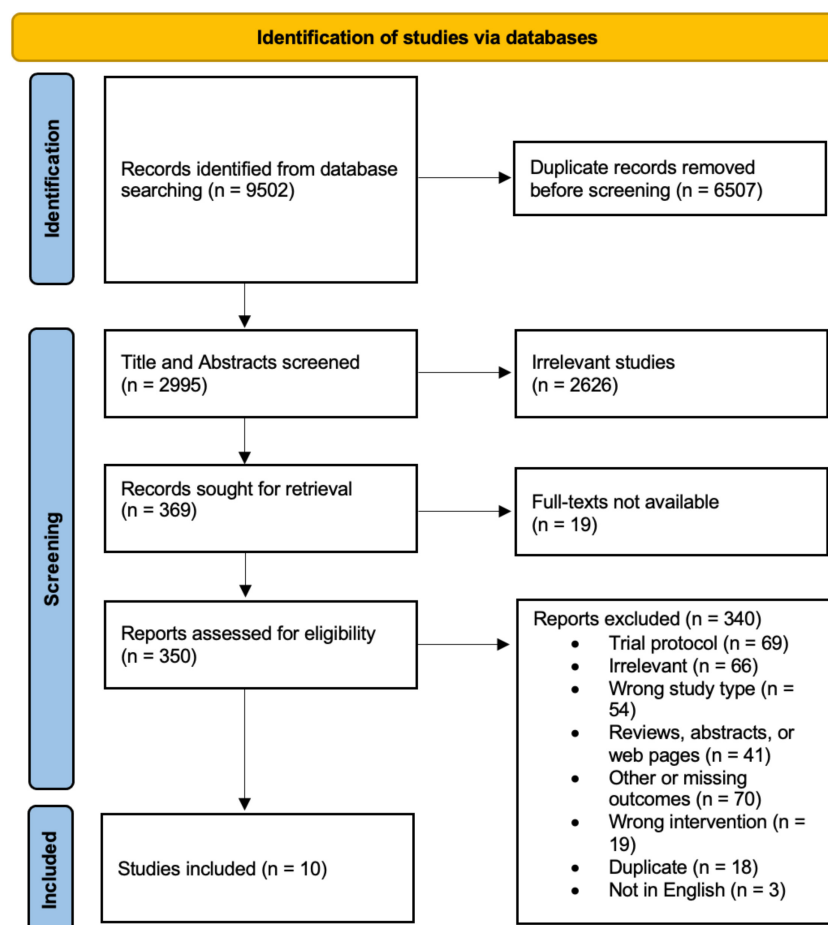 Identification of studies via databases
Identification
Records identified from database
searching (n = 9502)
Duplicate records removed
before screening (n = 6507)
Screening
Title and Abstracts screened
(n = 2995)
Irrelevant studies
(n = 2626)
Records sought for retrieval
(n = 369)
Full-texts not available
(n = 19)
Reports assessed for eligibility
(n = 350)
Reports excluded (n = 340)
• Trial protocol (n = 69)
• Irrelevant (n = 66)
• Wrong study type (n =
54)
• Reviews, abstracts, or
web pages (n = 41)
• Other or missing
outcomes (n = 70)
• Wrong intervention (n =
19)
• Duplicate (n = 18)
• Not in English (n = 3)
Included
Studies included (n = 10)